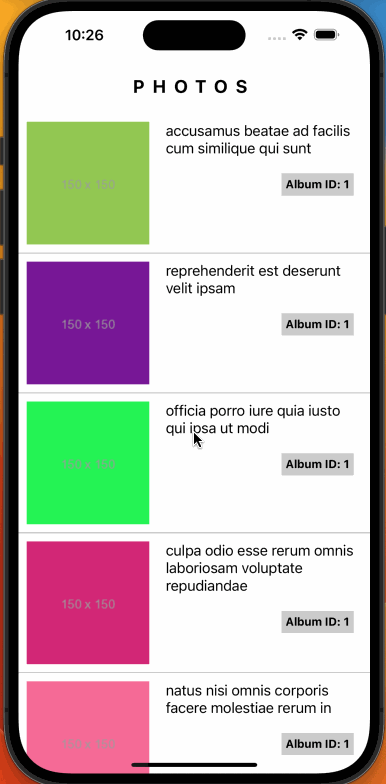 10:26
PHOTOS
150 x 150
accusamus beatae ad facilis
cum similique qui sunt
Album ID: 1
150 x 150
reprehenderit est deserunt
velit ipsam
Album ID: 1
150 x 150
officia porro iure quia iusto
qui ipsa ut modi
Album ID: 1
150 x 150
culpa odio esse rerum omnis
laboriosam voluptate
repudiandae
Album ID: 1
150 x 150
natus nisi omnis corporis
facere molestiae rerum in
Album ID: 1